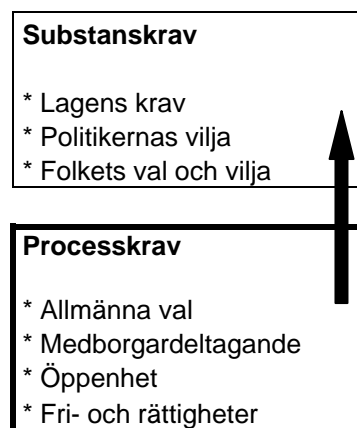 Substanskrav
* Lagens krav
* Politikernas vilja
* Folkets val och vilja
Processkrav
* Allmänna val
* Medborgardeltagande
* Öppenhet
* Fri- och rättigheter